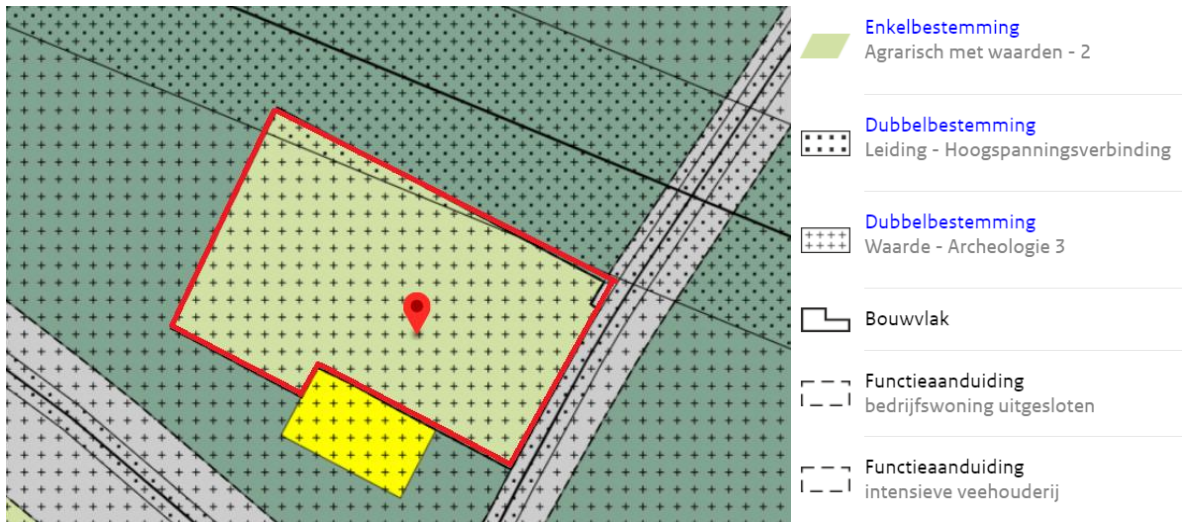 Enkelbestemming
Agrarisch met waarden - 2
Dubbelbestemming
Leiding - Hoogspanningsverbinding
Dubbelbestemming
Waarde - Archeologie 3
Bouwvlak
Functieaanduiding
bedrijfswoning uitgesloten
Functieaanduiding
intensieve veehouderij